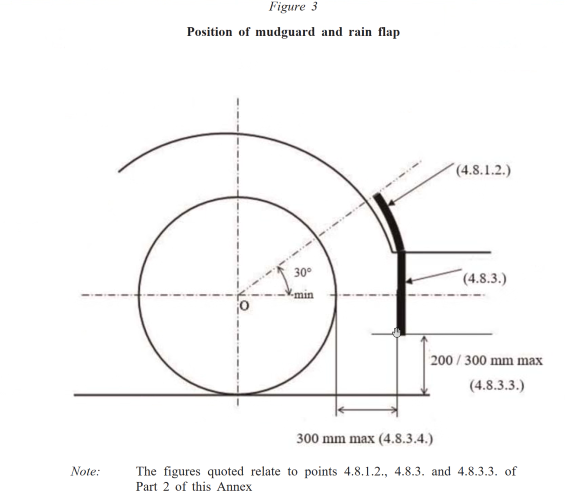 Figure 3
Position of mudguard and rain flap
(4.8.1.2.)
30°
(4.8.3.)
min
O
200 / 300 mm max
(4.8.3.3.)
300 mm max (4.8.3.4.)
Note: The figures quoted relate to points 4.8.1.2., 4.8.3. and 4.8.3.3. of
Part 2 of this Annex